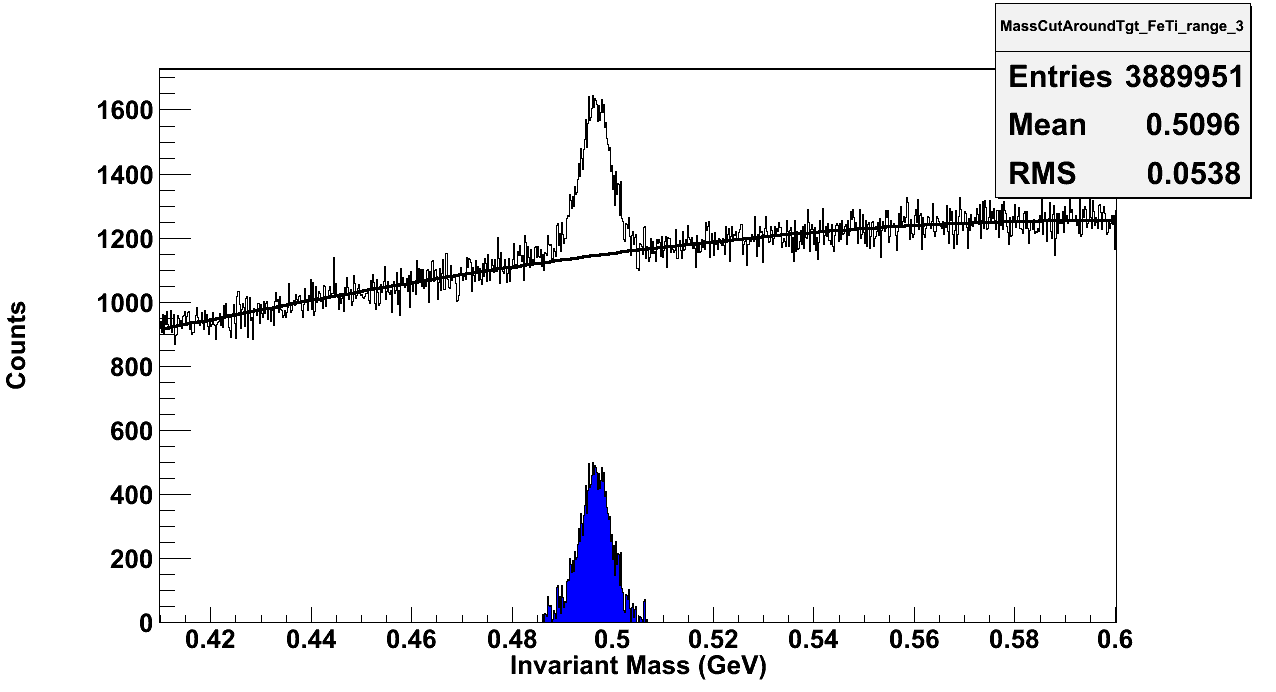 MassCutAroundTgt_FeTi_range_3
Entries 3889951
Mean 0.5096
RMS 0.0538
1600
1400
1200
1000
800
600
400
200
0
Counts
0.42 0.44 0.46 0.48 0.5 0.52 0.54 0.56 0.58 0.6
Invariant Mass (GeV)